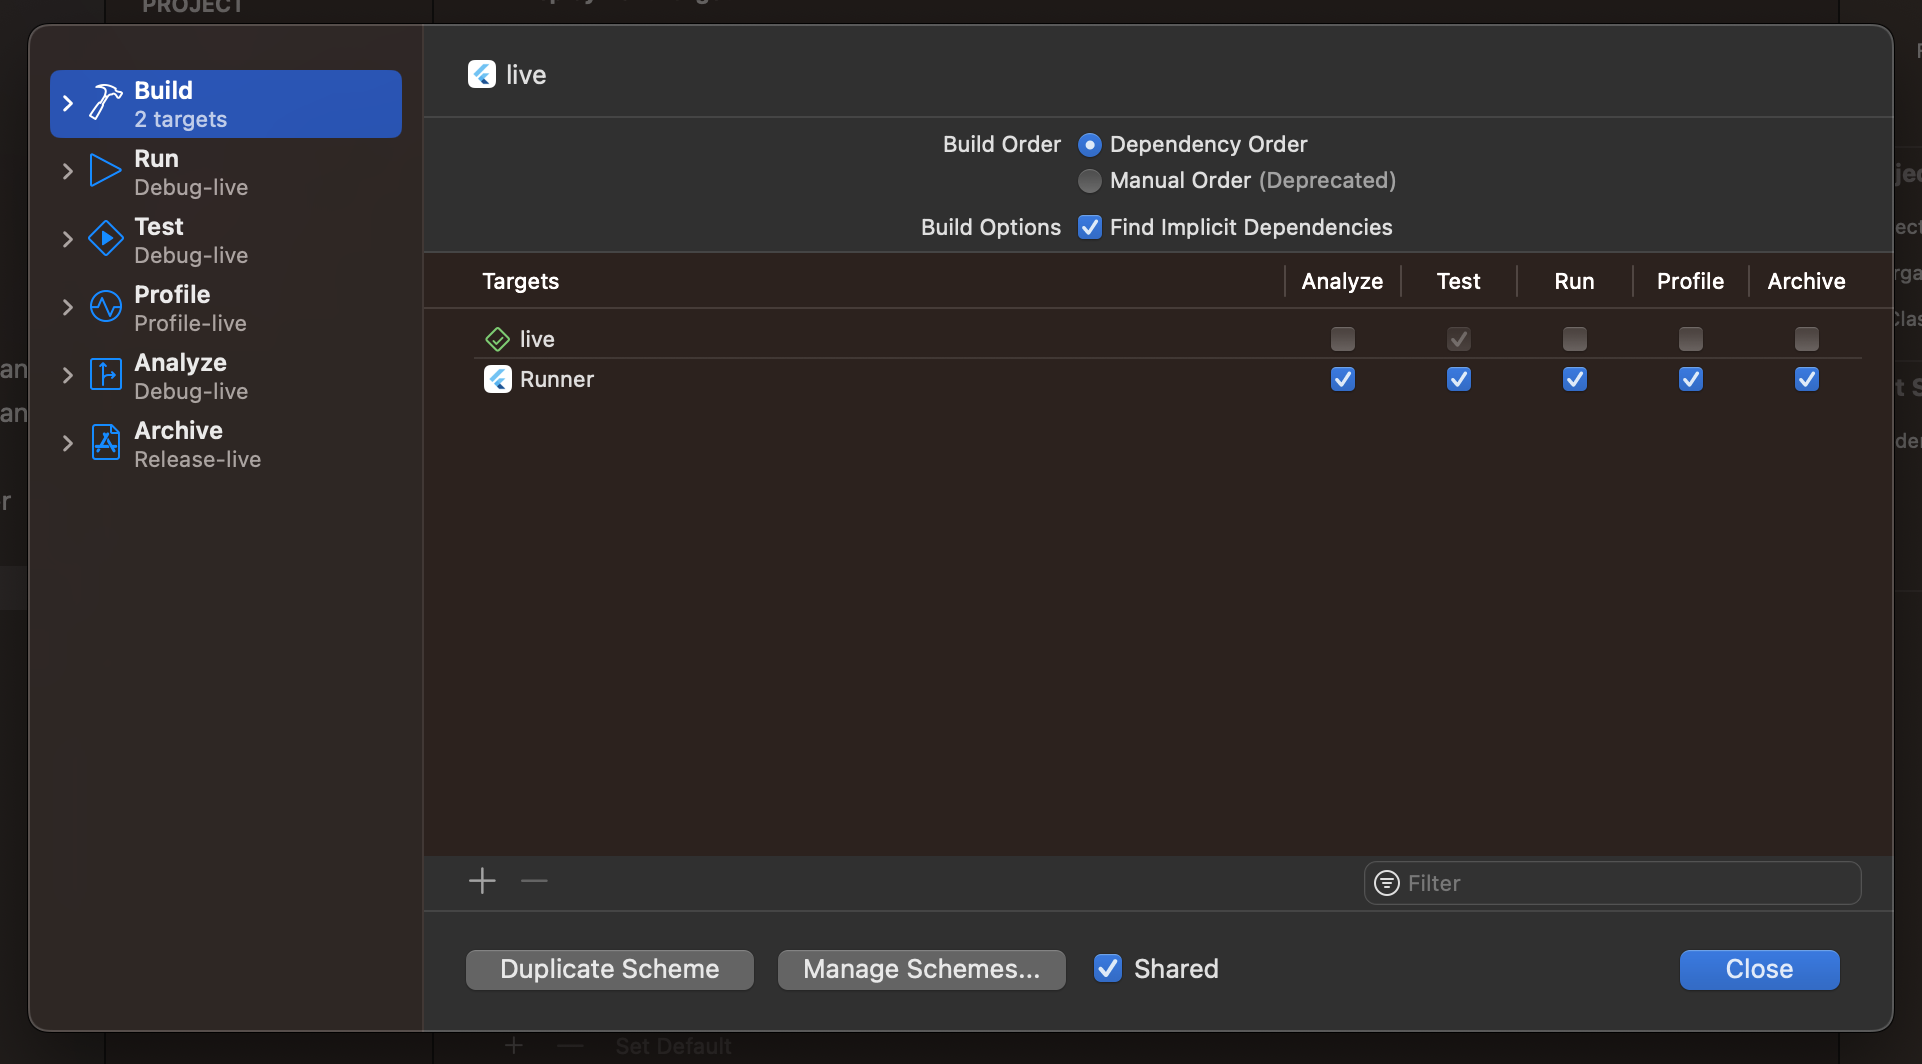 PROJECT
Build
2 targets
Run
Debug-live
Test
Debug-live
Profile
Profile-live
Analyze
Debug-live
Archive
Release-live
live
Build Order
Dependency Order
Manual Order (Deprecated)
Build Options
Find Implicit Dependencies
Targets Analyze Test Run Profile Archive
live
Runner
Filter
Duplicate Scheme
Manage Schemes...
Shared
Close
Set Default